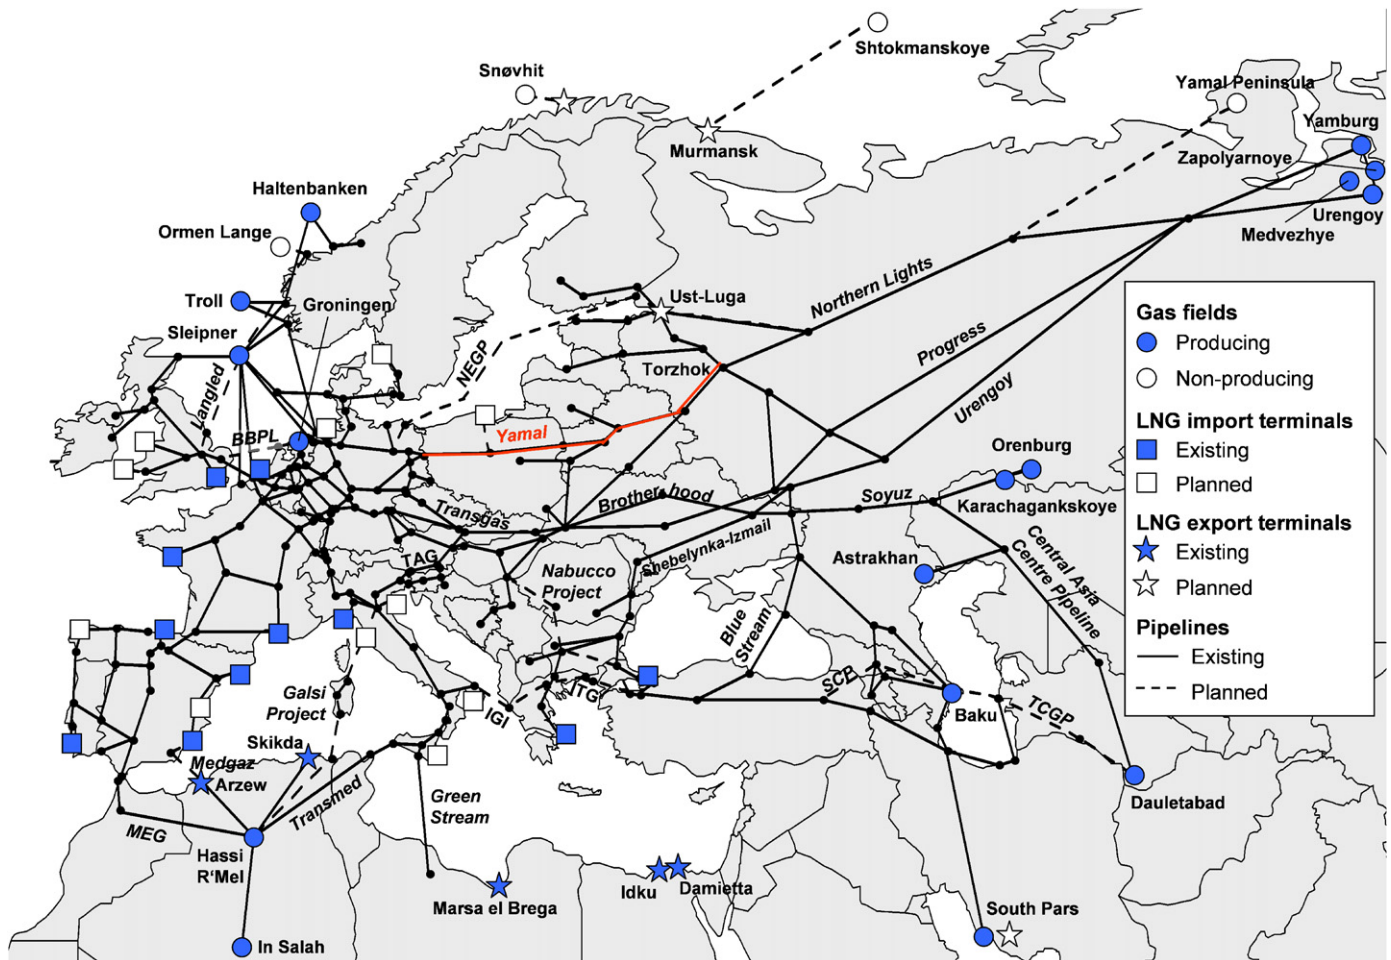 Shtokmanskoye
Snøvhit
Yamal Peninsula
Yamburg
Murmansk
Zapolyarnoye
Haltenbanken
Urengoy
Ormen Lange
Medvezhye
Northern Lights
Troll
Groningen
Ust-Luga
Sleipner
Progress
NEGP
Torzhok
Langled
Urengoy
BBPL
Yamal
Orenburg
Brother-hood
Soyuz
Karachagankskoye
Transgas
Shebelynka-Izmail
TAG
Astrakhan
Central Asia
Centre Pipeline
Nabucco
Project
Blue
Stream
Galsi
Project
SCP
ITG
IGI
Baku
TCGP
Skikda
Medgaz
Arzew
Dauletabad
Transmed
Green
Stream
MEG
Hassi
R'Mel
Idku
Damietta
Marsa el Brega
South Pars
In Salah
Gas fields
Producing
Non-producing
LNG import terminals
Existing
Planned
LNG export terminals
Existing
Planned
Pipelines
Existing
Planned